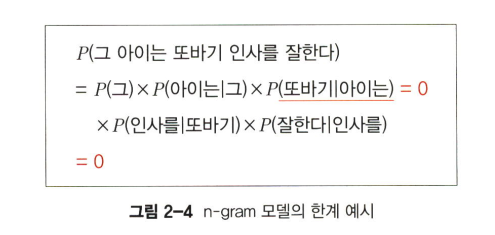 P(그 아이는 또바기 인사를 잘한다)
= P(그)×P(아이는|그)×P(또바기|아이는) = 0
×P(인사를|또바기)×P(잘한다|인사를)
= 0
그림 2-4 n-gram 모델의 한계 예시